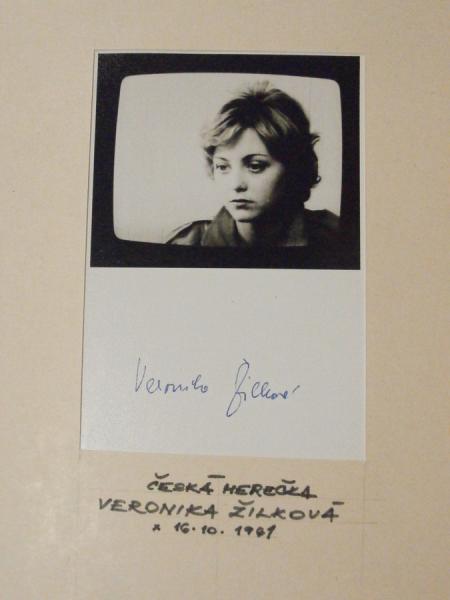 Veronika Žilková
ČESKÁ HEREČKA
VERONIKA ŽILKOVÁ
* 16.10.1961